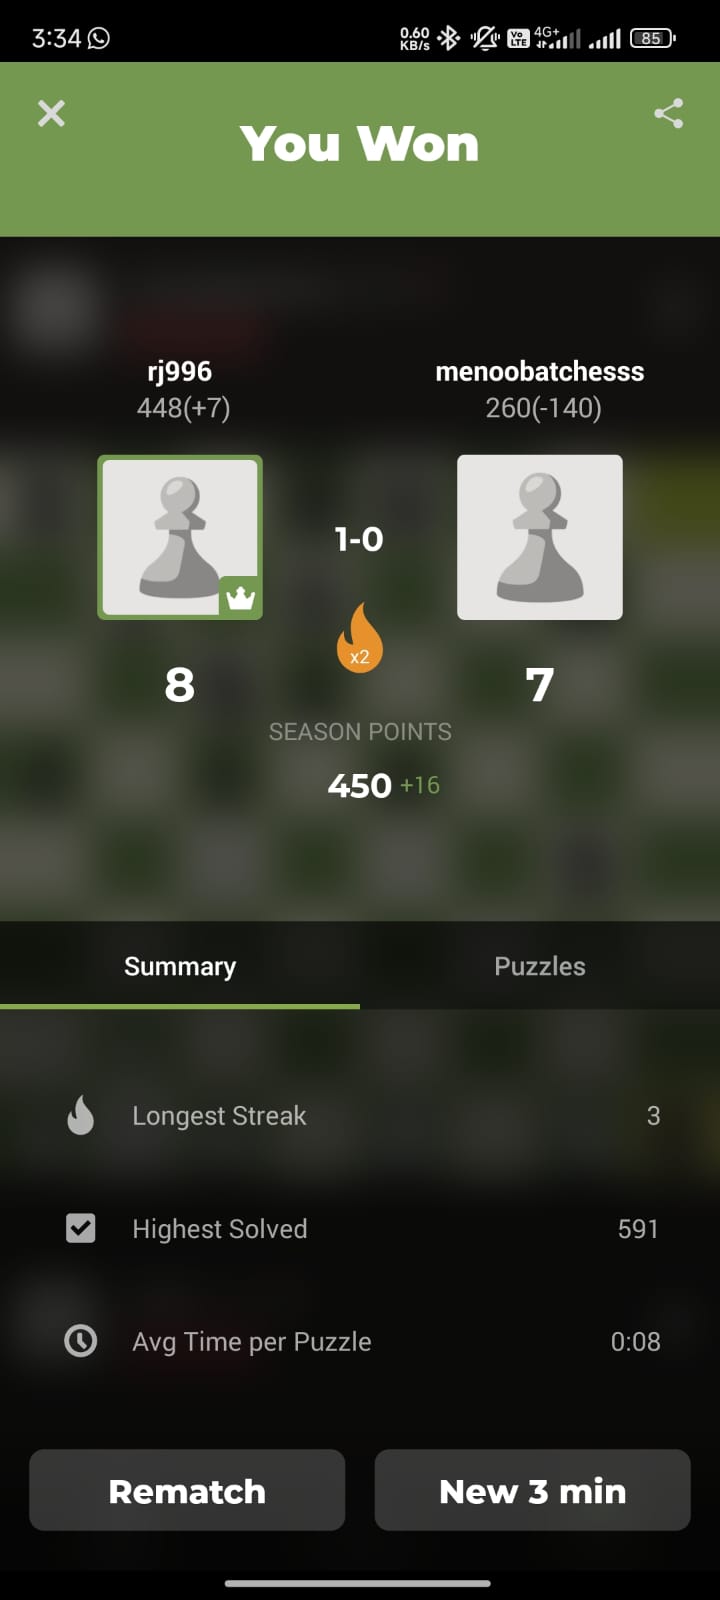 3:34
0.60 KB/s
Vo LTE
4G+
85
You Won
rj996
menoobatchesss
448(+7)
260(-140)
1-0
x2
8
7
SEASON POINTS
450 +16
Summary
Puzzles
Longest Streak
3
Highest Solved
591
Avg Time per Puzzle
0:08
Rematch
New 3 min